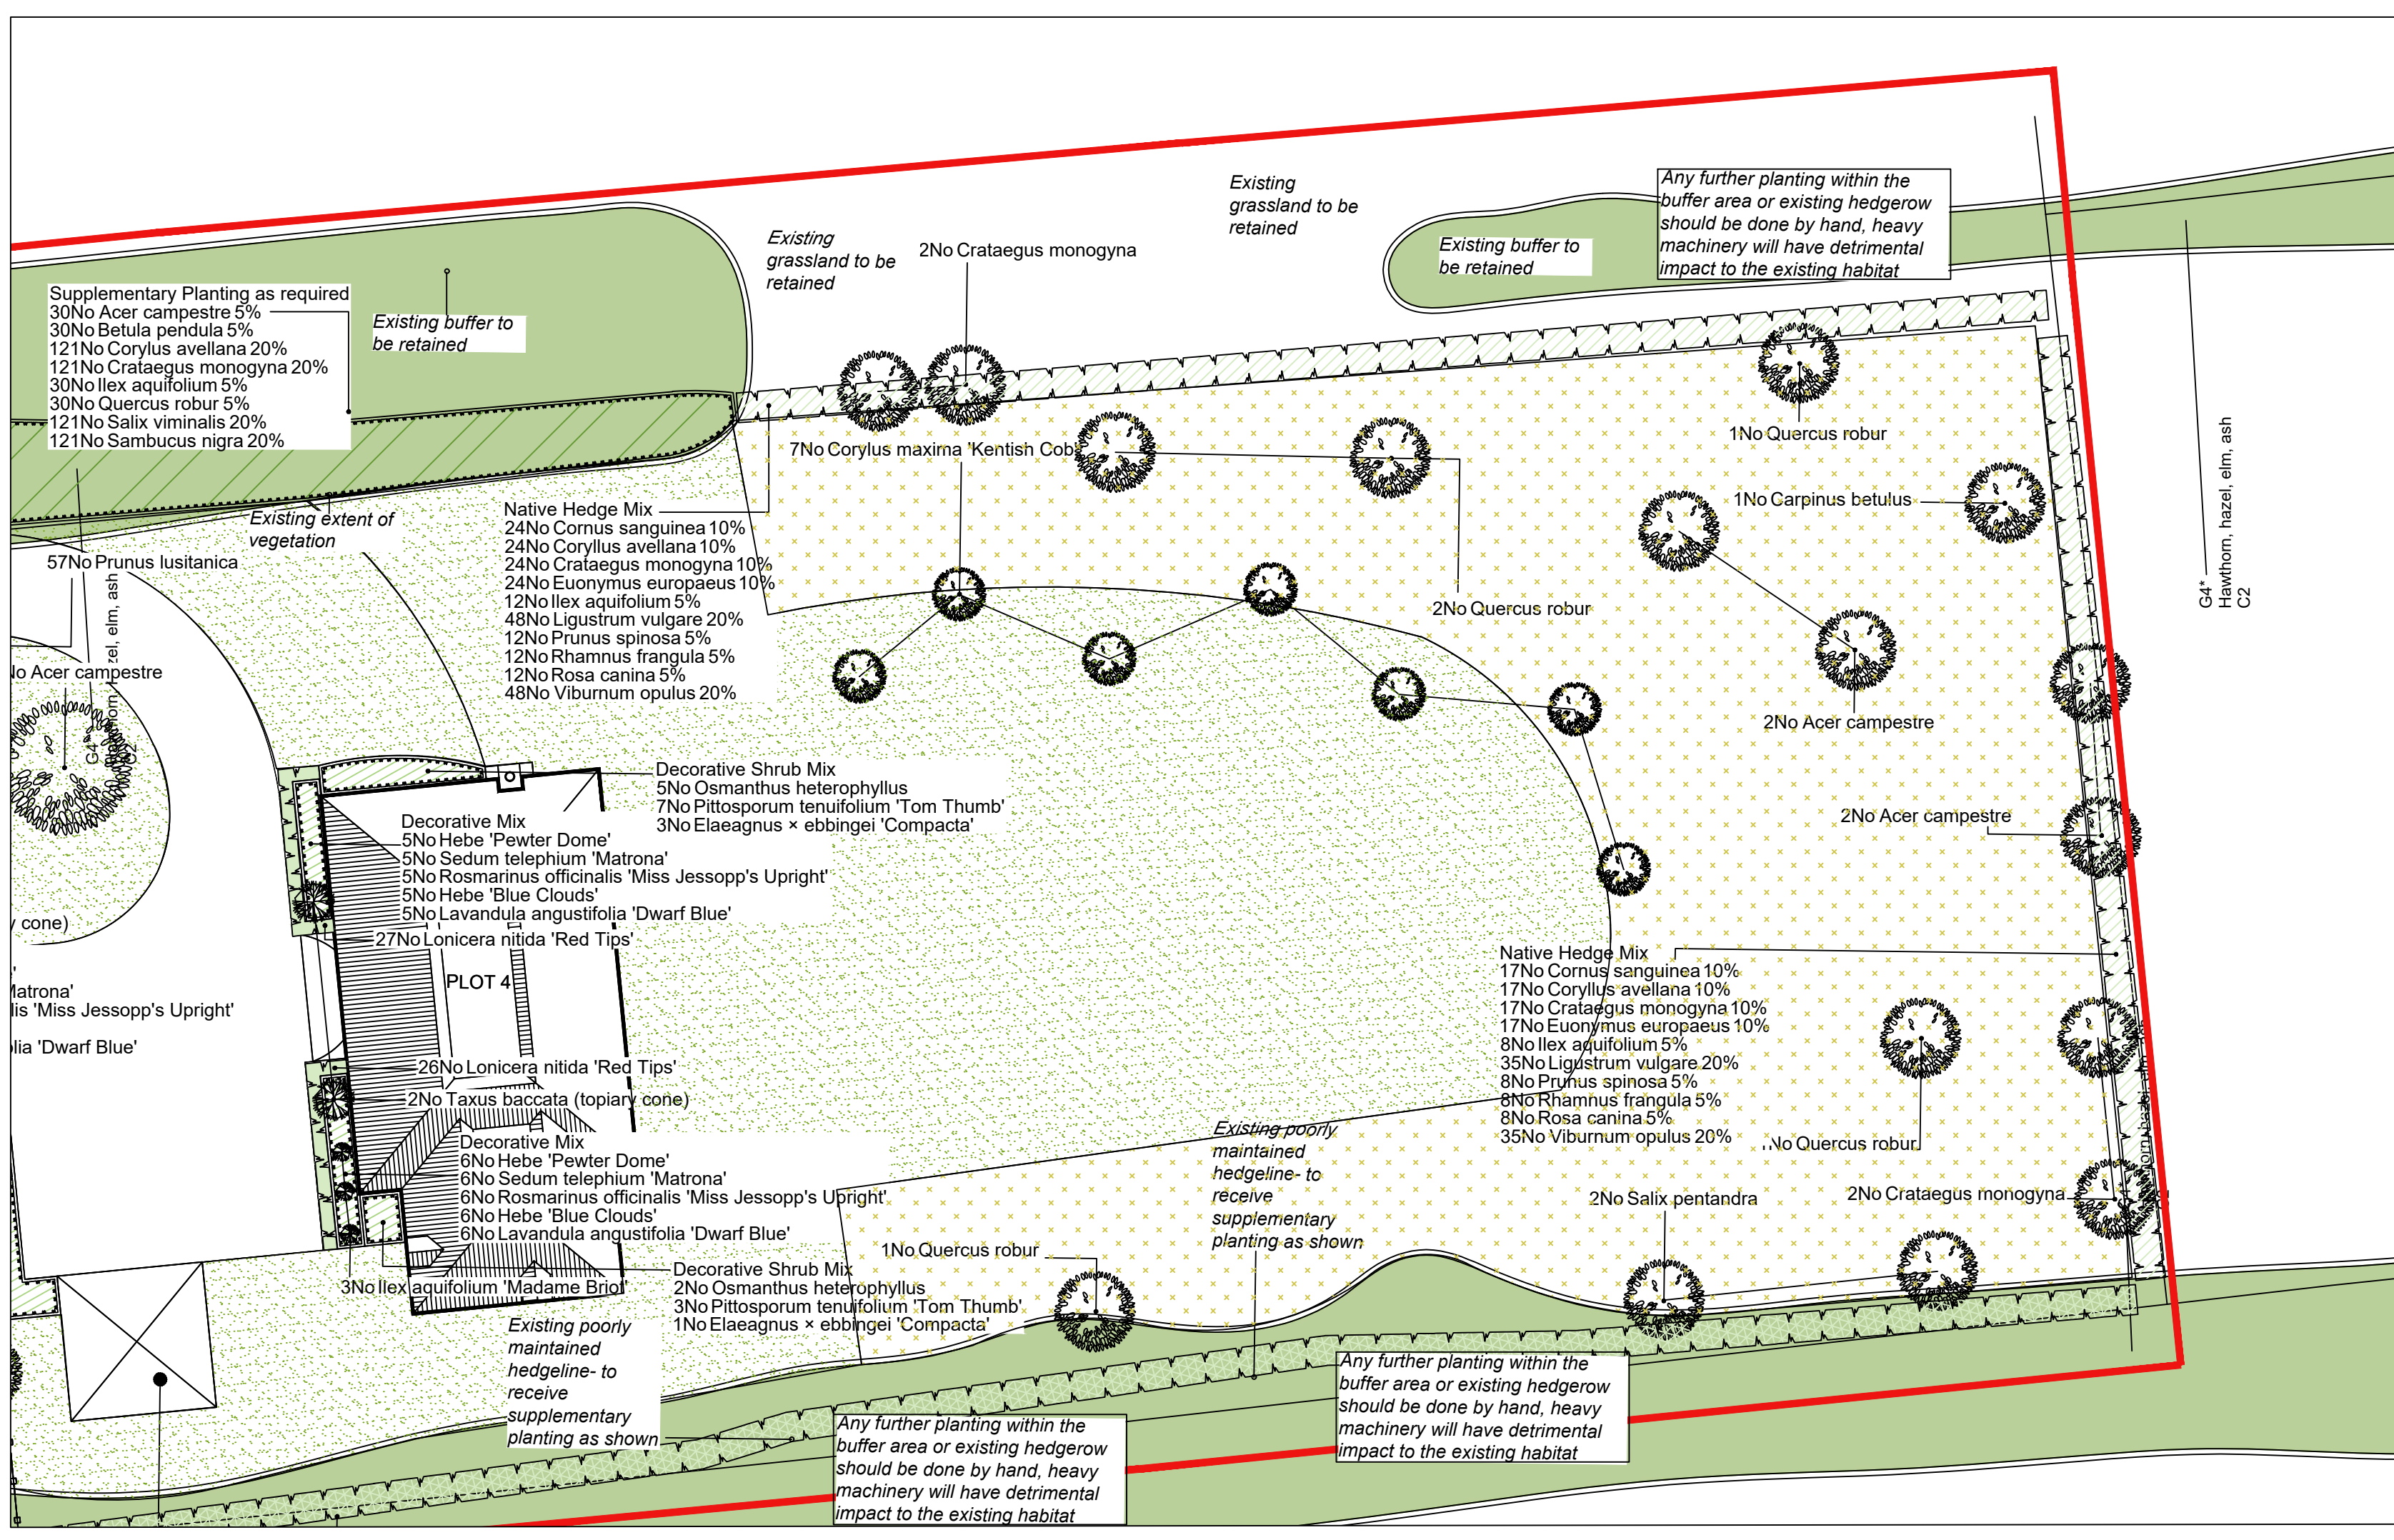 Any further planting within the
buffer area or existing hedgerow
should be done by hand, heavy
machinery will have detrimental
impact to the existing habitat
Existing
grassland to be
retained
Existing
grassland to be
retained
2No Crataegus monogyna
Existing buffer to
be retained
Supplementary Planting as required
30No Acer campestre 5%
30No Betula pendula 5%
121No Corylus avellana 20%
121No Crataegus monogyna 20%
30No Ilex aquifolium 5%
30No Quercus robur 5%
121No Salix viminalis 20%
121No Sambucus nigra 20%
Existing buffer to
be retained
7No Corylus maxima 'Kentish Cob'
1No Quercus robur
1No Carpinus betulus
Existing extent of
vegetation
Native Hedge Mix
24No Cornus sanguinea 10%
24No Coryllus avellana 10%
24No Crataegus monogyna 10%
24No Euonymus europaeus 10%
12No Ilex aquifolium 5%
48No Ligustrum vulgare 20%
12No Prunus spinosa 5%
12No Rhamnus frangula 5%
12No Rosa canina 5%
48No Viburnum opulus 20%
57No Prunus lusitanica
No Acer campestre
G4*
zel, elm, ash
C2
2No Quercus robur
G4*
Hawthorn, hazel, elm, ash
C2
2No Acer campestre
2No Acer campestre
Decorative Shrub Mix
5No Osmanthus heterophyllus
7No Pittosporum tenuifolium 'Tom Thumb'
3No Elaeagnus × ebbingei 'Compacta'
Decorative Mix
5No Hebe 'Pewter Dome'
5No Sedum telephium 'Matrona'
5No Rosmarinus officinalis 'Miss Jessopp's Upright'
5No Hebe 'Blue Clouds'
5No Lavandula angustifolia 'Dwarf Blue'
27No Lonicera nitida 'Red Tips'
PLOT 4
y cone)
Matrona'
lis 'Miss Jessopp's Upright'
olia 'Dwarf Blue'
26No Lonicera nitida 'Red Tips'
2No Taxus baccata (topiary cone)
Decorative Mix
6No Hebe 'Pewter Dome'
6No Sedum telephium 'Matrona'
6No Rosmarinus officinalis 'Miss Jessopp's Upright'
6No Hebe 'Blue Clouds'
6No Lavandula angustifolia 'Dwarf Blue'
3No Ilex aquifolium 'Madame Briot'
Decorative Shrub Mix
2No Osmanthus heterophyllus
3No Pittosporum tenuifolium 'Tom Thumb'
1No Elaeagnus × ebbingei 'Compacta'
Native Hedge Mix
17No Cornus sanguinea 10%
17No Coryllus avellana 10%
17No Crataegus monogyna 10%
17No Euonymus europaeus 10%
8No Ilex aquifolium 5%
35No Ligustrum vulgare 20%
8No Prunus spinosa 5%
8No Rhamnus frangula 5%
8No Rosa canina 5%
35No Viburnum opulus 20%
1No Quercus robur
2No Salix pentandra
2No Crataegus monogyna
1No Quercus robur
Existing poorly
maintained
hedgeline- to
receive
supplementary
planting as shown
Existing poorly
maintained
hedgeline- to
receive
supplementary
planting as shown
Any further planting within the
buffer area or existing hedgerow
should be done by hand, heavy
machinery will have detrimental
impact to the existing habitat
Any further planting within the
buffer area or existing hedgerow
should be done by hand, heavy
machinery will have detrimental
impact to the existing habitat